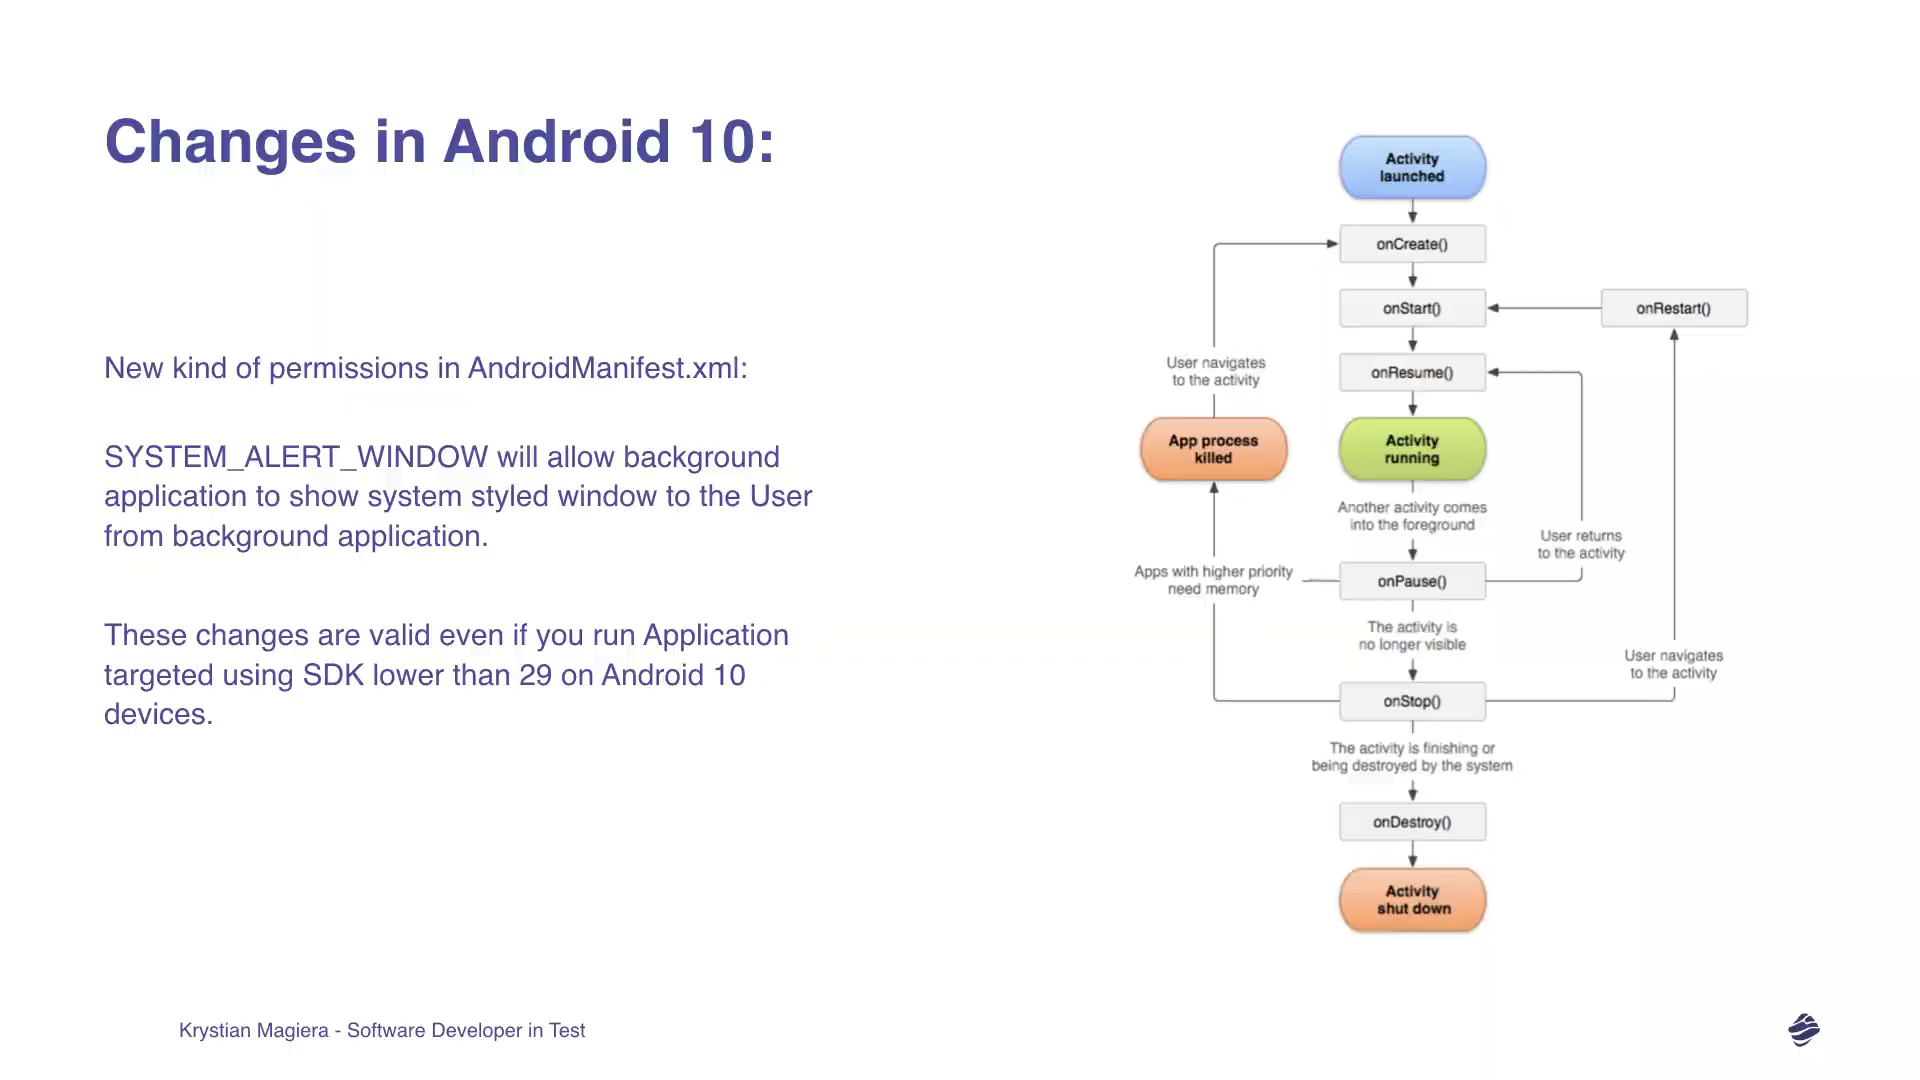 Changes in Android 10:
New kind of permissions in AndroidManifest.xml:
SYSTEM_ALERT_WINDOW will allow background
application to show system styled window to the User
from background application.
These changes are valid even if you run Application
targeted using SDK lower than 29 on Android 10
devices.
Activity
launched
onCreate()
onStart()
onRestart()
User navigates
to the activity
onResume()
App process
killed
Activity
running
Another activity comes
into the foreground
User returns
to the activity
Apps with higher priority
need memory
onPause()
The activity is
no longer visible
User navigates
to the activity
onStop()
The activity is finishing or
being destroyed by the system
onDestroy()
Activity
shut down
Krystian Magiera - Software Developer in Test